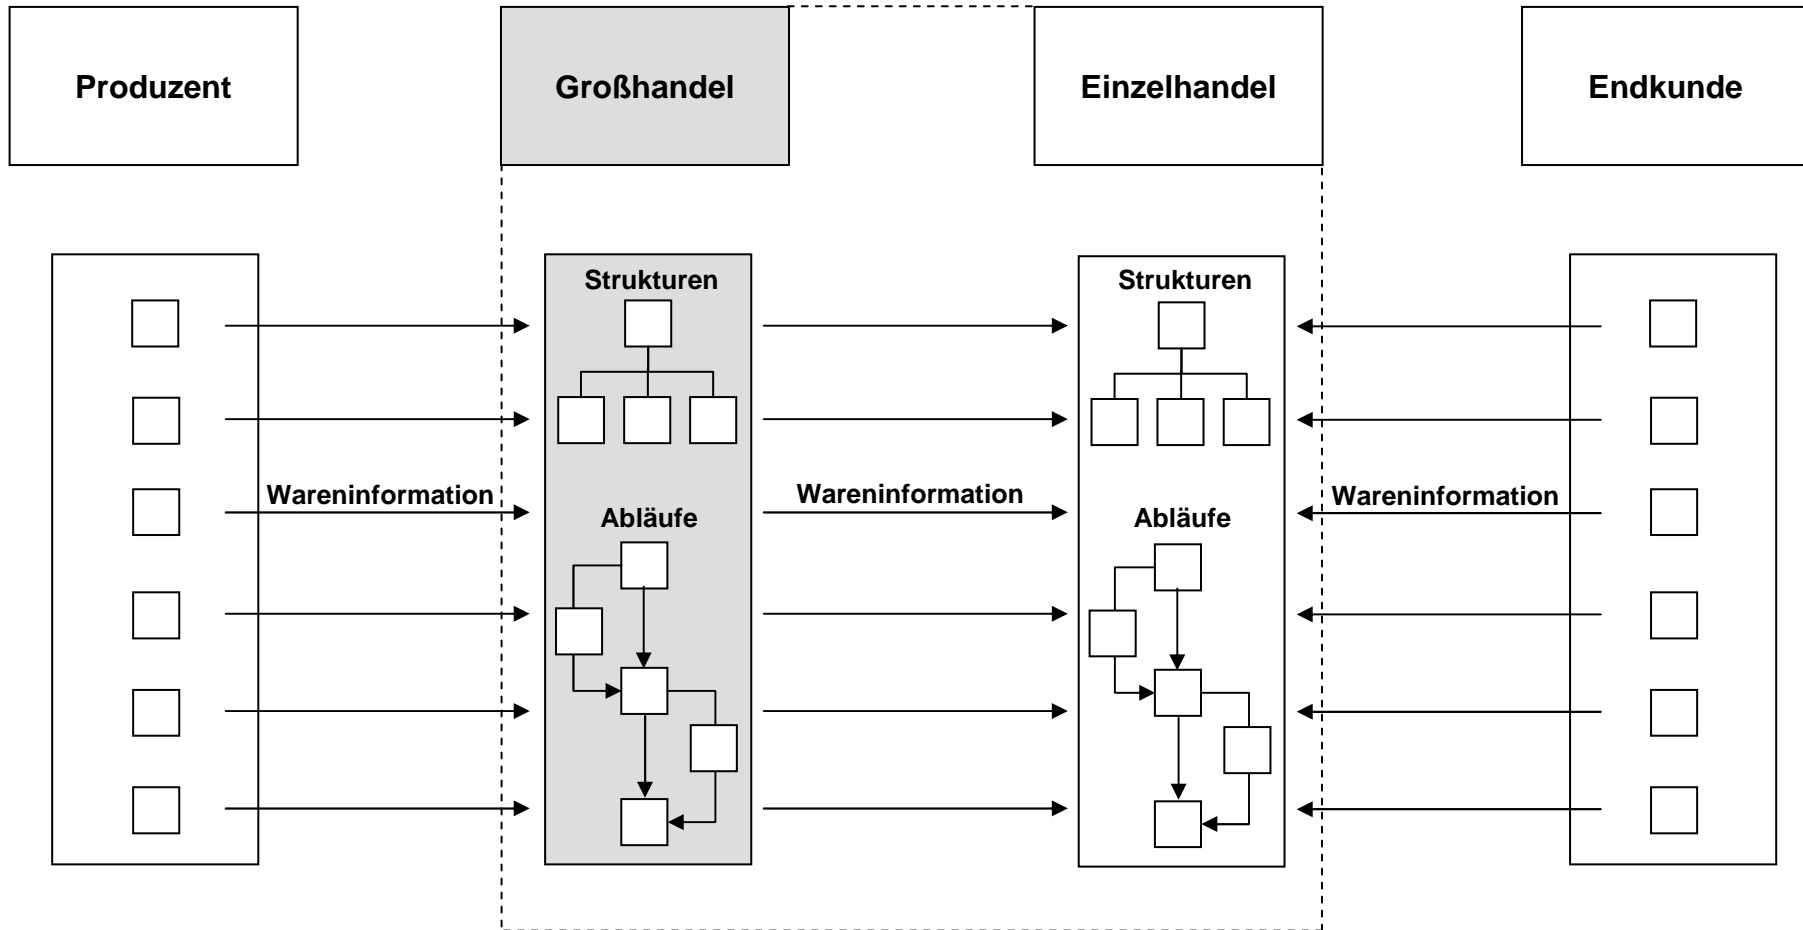 Produzent
Großhandel
Einzelhandel
Endkunde
Strukturen
Strukturen
Wareninformation
Wareninformation
Wareninformation
Abläufe
Abläufe